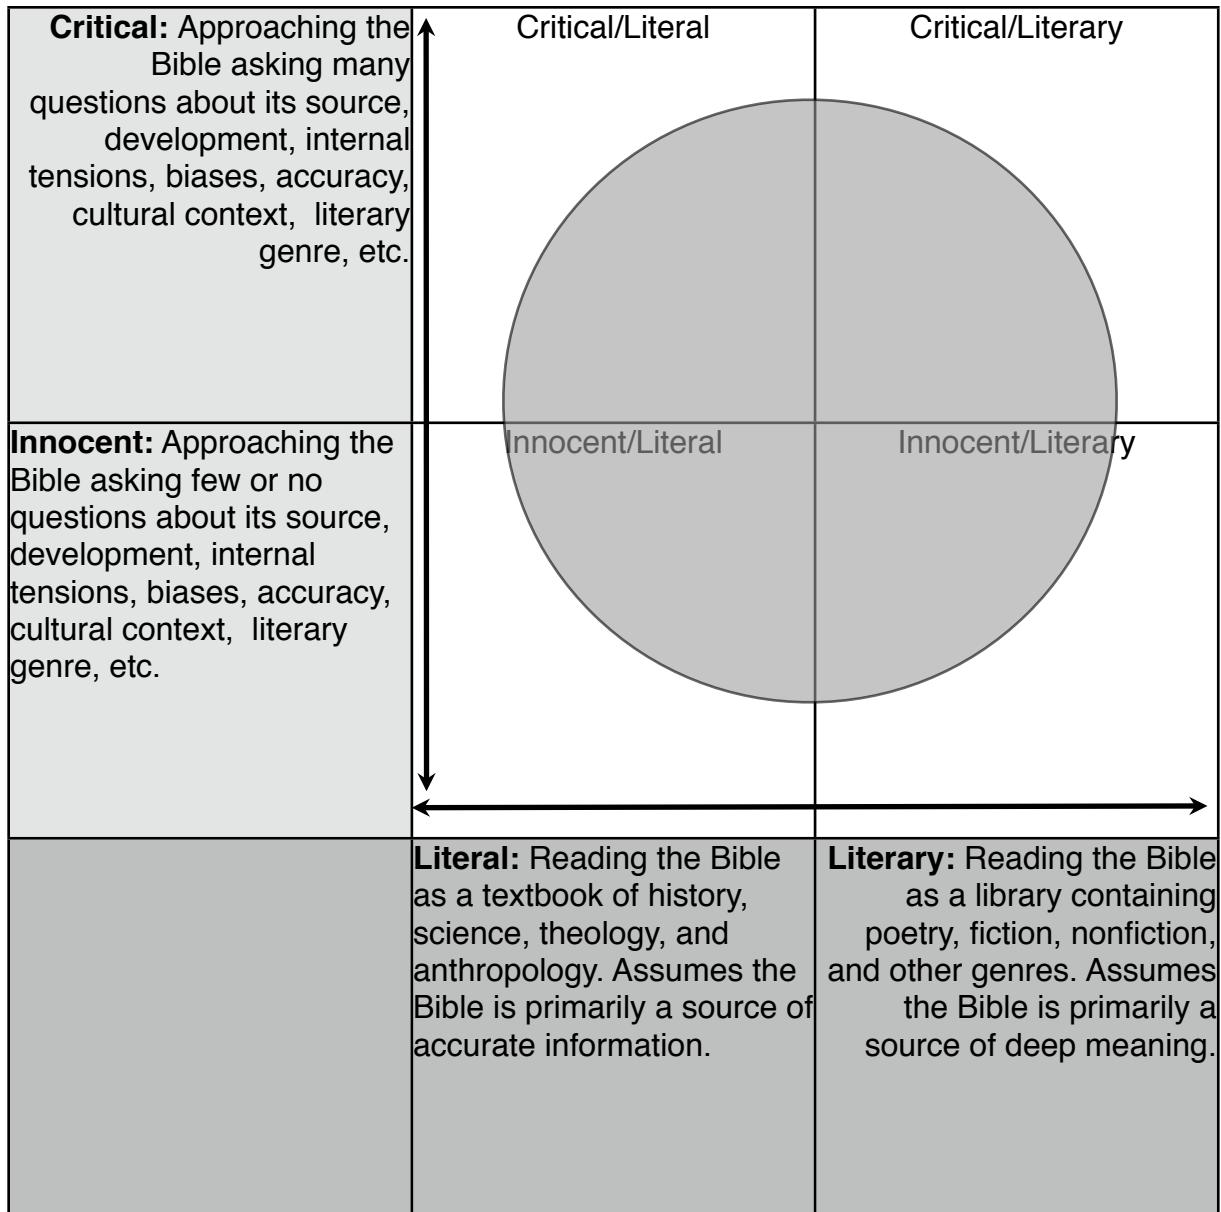 Critical: Approaching the
Bible asking many
questions about its source,
development, internal
tensions, biases, accuracy,
cultural context,  literary
genre, etc.
Critical/Literal
Critical/Literary
Innocent: Approaching the
Bible asking few or no
questions about its source,
development, internal
tensions, biases, accuracy,
cultural context,  literary
genre, etc.
Innocent/Literal
Innocent/Literary
Literal: Reading the Bible
as a textbook of history,
science, theology, and
anthropology. Assumes the
Bible is primarily a source of
accurate information.
Literary: Reading the Bible
as a library containing
poetry, fiction, nonfiction,
and other genres. Assumes
the Bible is primarily a
source of deep meaning.